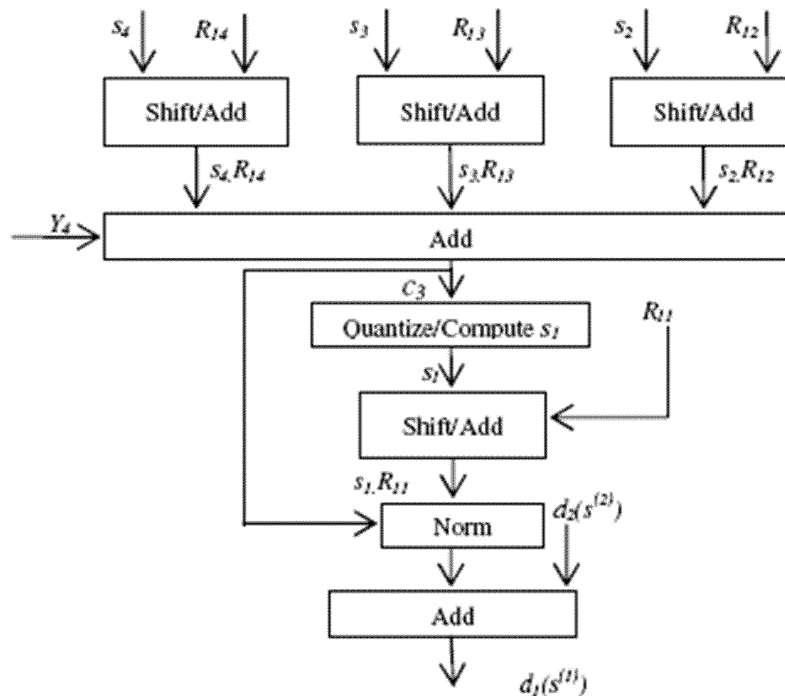 s₄ R₁₄ s₃ R₁₃ s₂ R₁₂
Shift/Add Shift/Add Shift/Add
s₄,R₁₄ s₃,R₁₃ s₂,R₁₂
Y₄
Add
C₃
R₁₁
Quantize/Compute s₁
s₁
Shift/Add
s₁,R₁₁
d₂(s⁽²⁾)
Norm
Add
d₁(s⁽¹⁾)